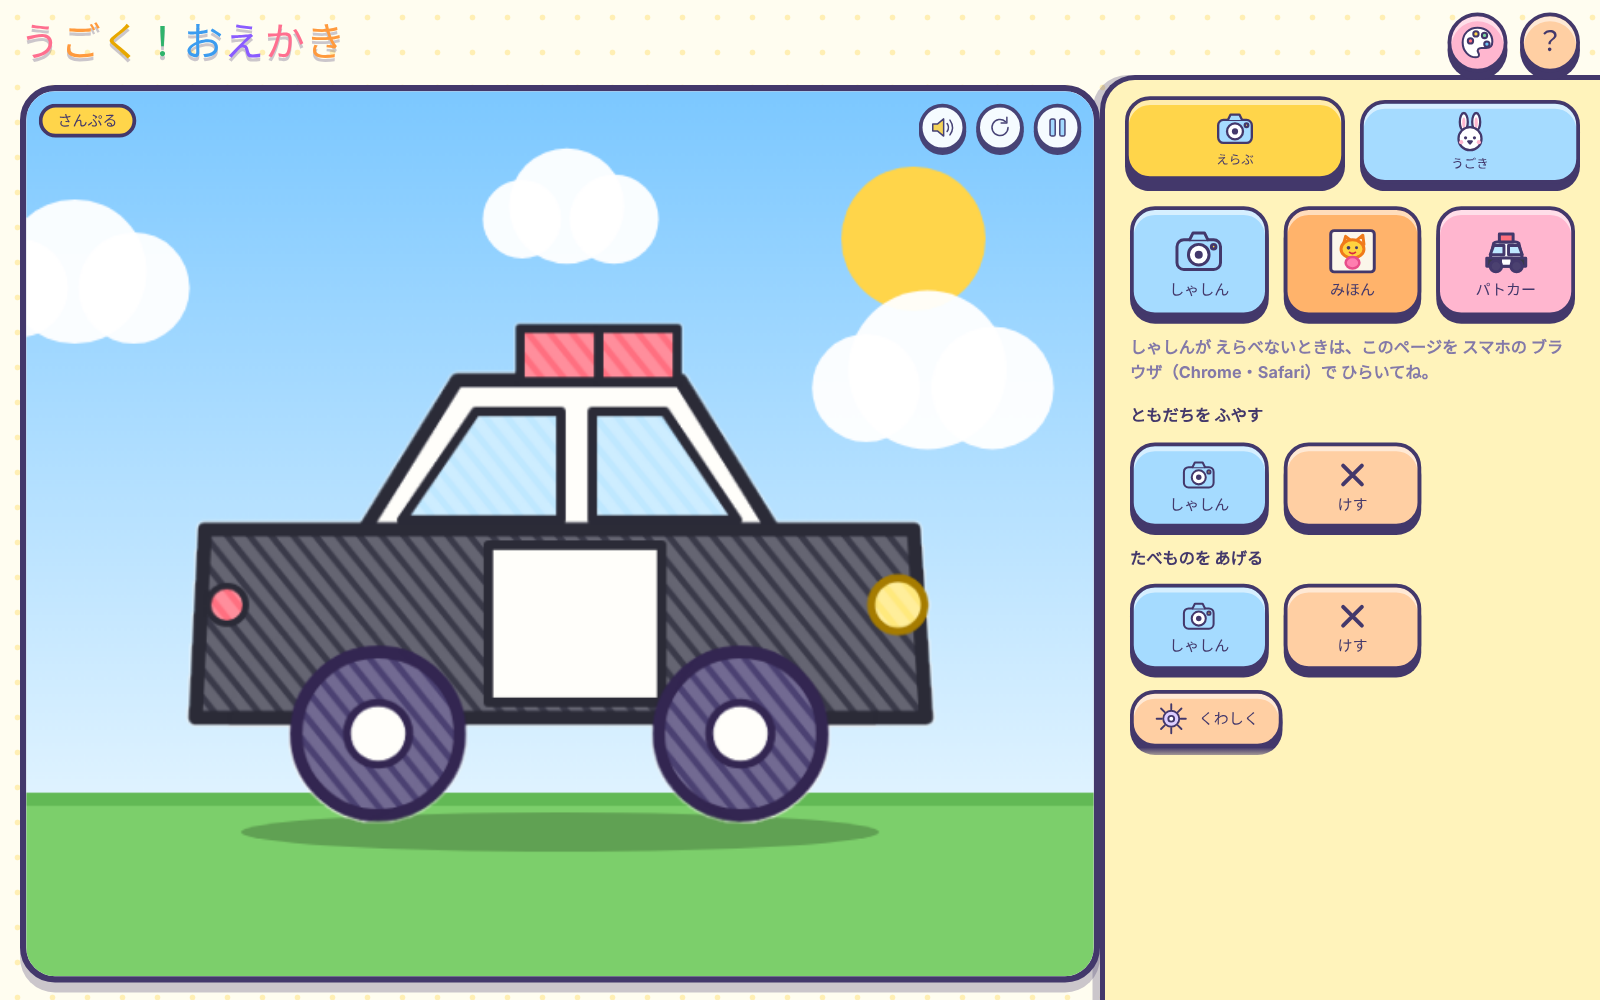 うごく！おえかき
?
さんぷる
えらぶ
うごき
しゃしん
みほん
パトカー
しゃしんが えらべないときは、このページを スマホの ブラ
ウザ（Chrome・Safari）で ひらいてね。
ともだちを ふやす
しゃしん
けす
たべものを あげる
しゃしん
けす
くわしく